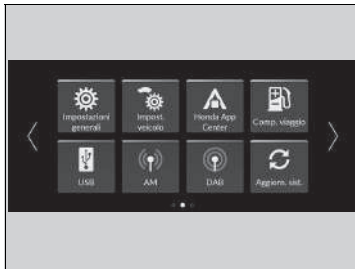 Impostazioni
generali
Impost.
veicolo
Honda App
Center
Comp. viaggio
USB
AM
DAB
Aggiorn. sist.